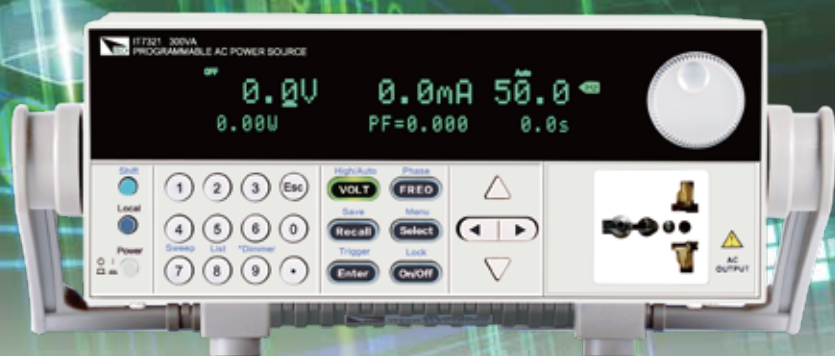 ITECH IT7321 300VA
PROGRAMMABLE AC POWER SOURCE
OFF Auto
0.0V 0.0mA 50.0 Hz
0.00W PF=0.000 0.0s
Shift High/Auto Phase
1 2 3 Esc VOLT FREQ
Local Save Menu
4 5 6 0 Recall Select
Power Sweep List *Dimmer Trigger Lock
7 8 9 . Enter On/Off
AC
OUTPUT